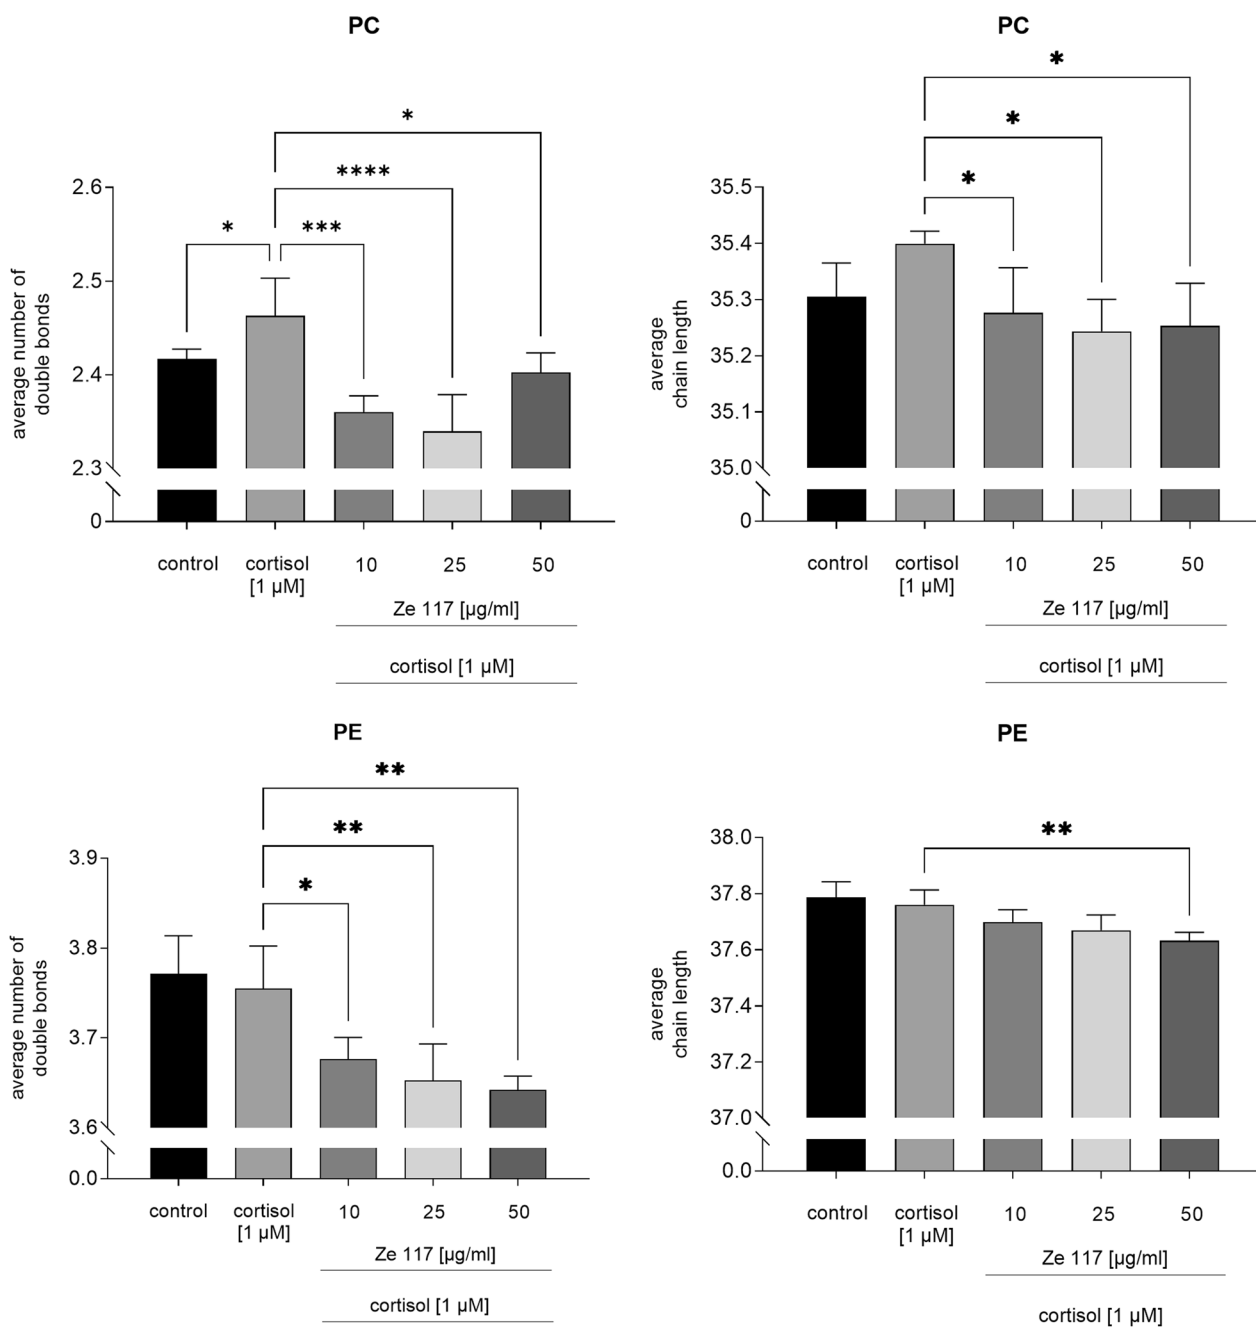 PC
*
****
*
***
2.6
2.5
2.4
2.3
0
average number of
double bonds
control
cortisol
[1 µM]
10
25
50
Ze 117 [µg/ml]
cortisol [1 µM]
PC
*
*
*
35.5
35.4
35.3
35.2
35.1
35.0
0
average
chain length
control
cortisol
[1 µM]
10
25
50
Ze 117 [µg/ml]
cortisol [1 µM]
PE
**
**
*
3.9
3.8
3.7
3.6
0.0
average number of
double bonds
control
cortisol
[1 µM]
10
25
50
Ze 117 [µg/ml]
cortisol [1 µM]
PE
**
38.0
37.8
37.6
37.4
37.2
37.0
0.0
average
chain length
control
cortisol
[1 µM]
10
25
50
Ze 117 [µg/ml]
cortisol [1 µM]